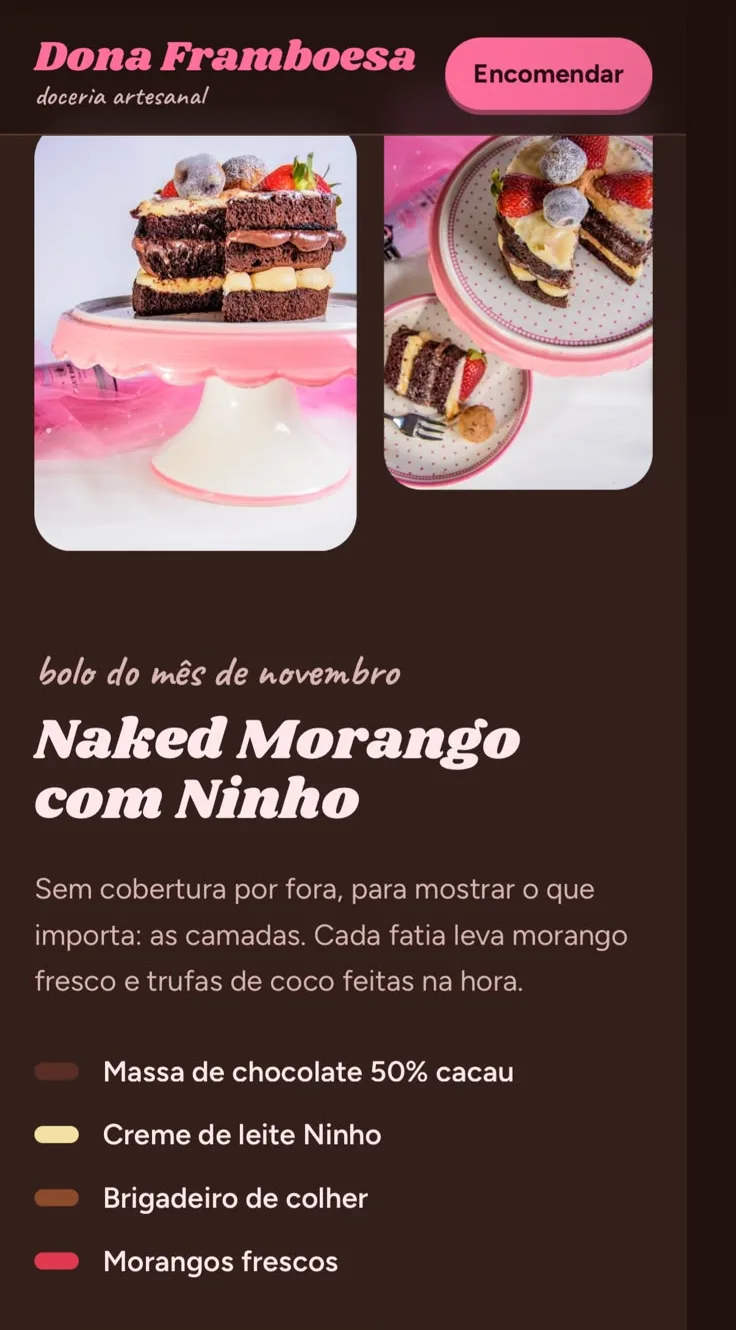 Dona Framboesa
doceria artesanal
Encomendar
bolo do mês de novembro
Naked Morango
com Ninho
Sem cobertura por fora, para mostrar o que
importa: as camadas. Cada fatia leva morango
fresco e trufas de coco feitas na hora.
Massa de chocolate 50% cacau
Creme de leite Ninho
Brigadeiro de colher
Morangos frescos